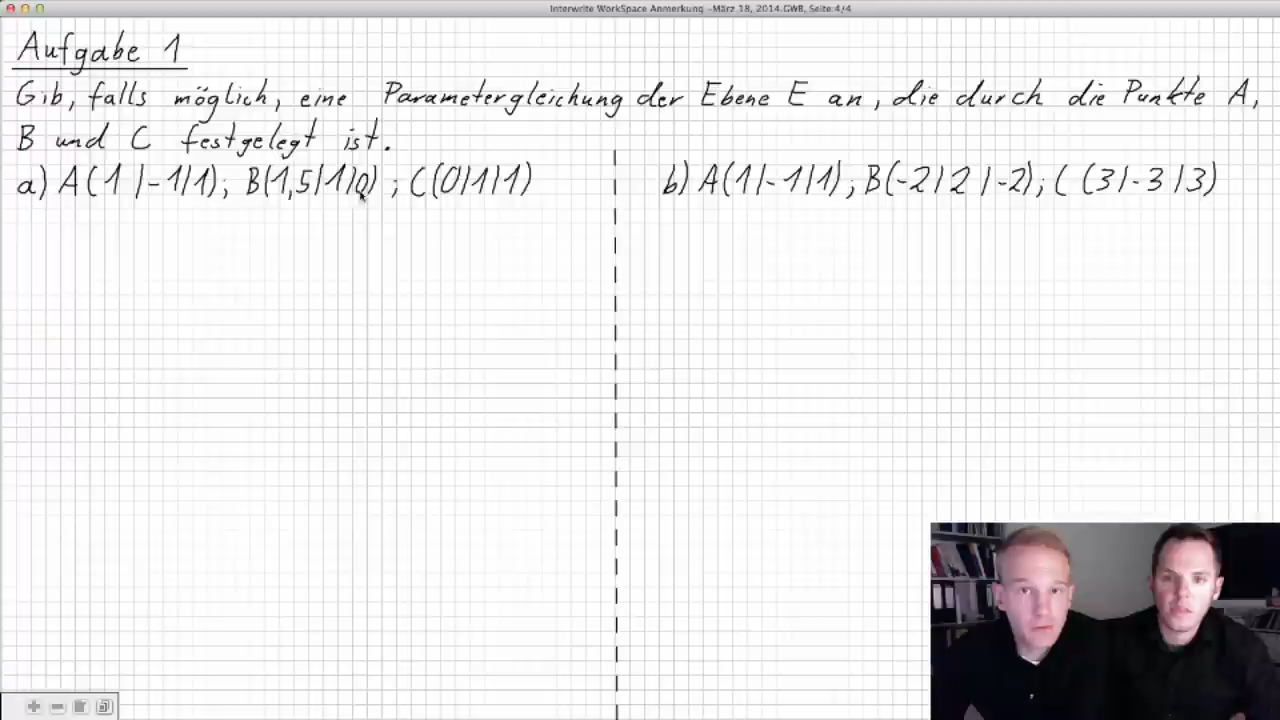 Interwrite WorkSpace Anmerkung -März 18, 2014.GWB, Seite:4/4
Aufgabe 1
Gib, falls möglich, eine Parametergleichung der Ebene E an, die durch die Punkte A,
B und C festgelegt ist.
a) A(1|-1|1); B(1,5|1|0); C(0|1|1)
b) A(1|-1|1); B(-2|2|-2); C(3|-3|3)